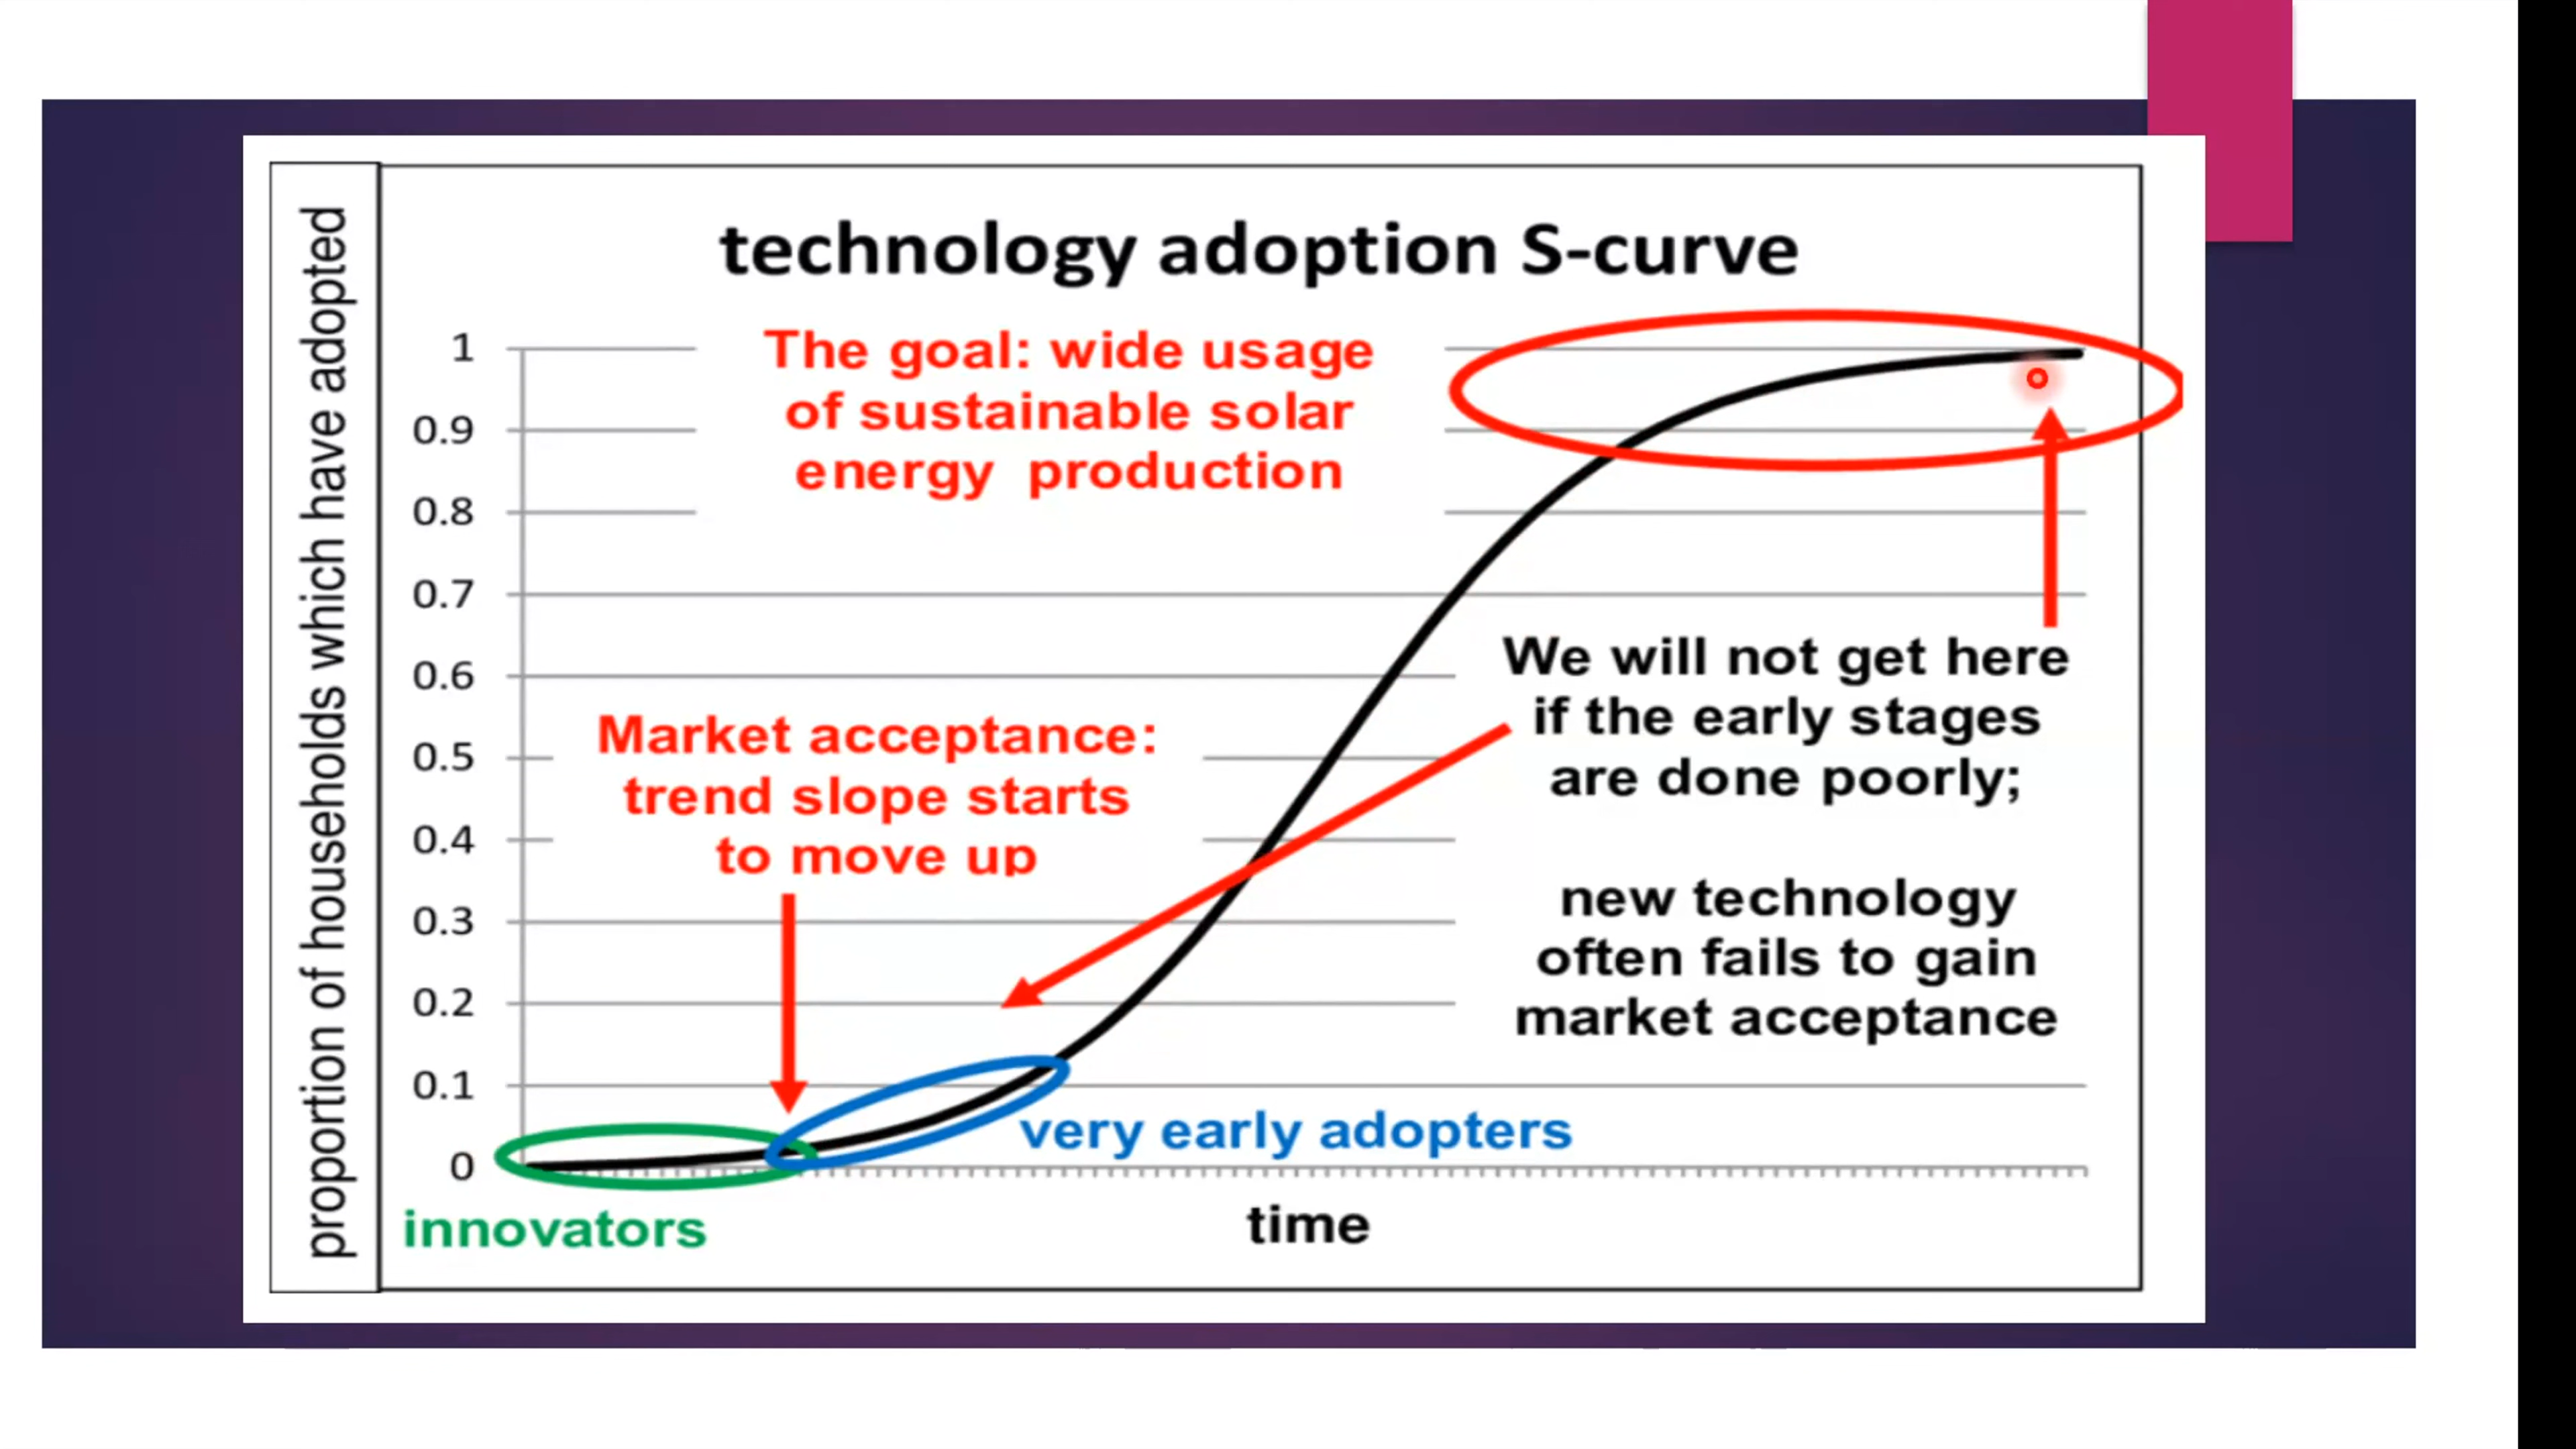 technology adoption S-curve
proportion of households which have adopted
1
0.9
0.8
0.7
0.6
0.5
0.4
0.3
0.2
0.1
0
The goal: wide usage
of sustainable solar
energy production
Market acceptance:
trend slope starts
to move up
We will not get here
if the early stages
are done poorly;
new technology
often fails to gain
market acceptance
very early adopters
innovators
time